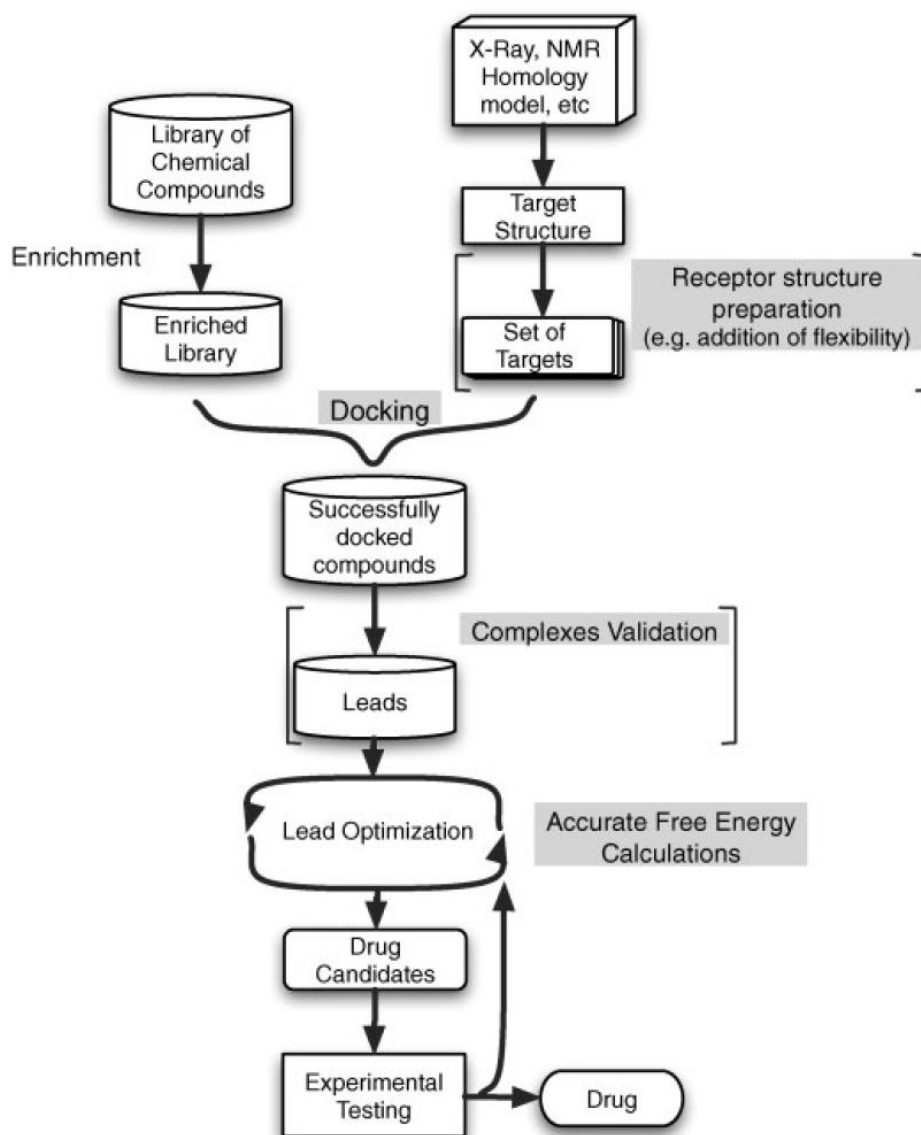 X-Ray, NMR
Homology
model, etc
Library of
Chemical
Compounds
Target
Structure
Enrichment
Receptor structure
preparation
(e.g. addition of flexibility)
Enriched
Library
Set of
Targets
Docking
Successfully
docked
compounds
Complexes Validation
Leads
Lead Optimization
Accurate Free Energy
Calculations
Drug
Candidates
Experimental
Testing
Drug